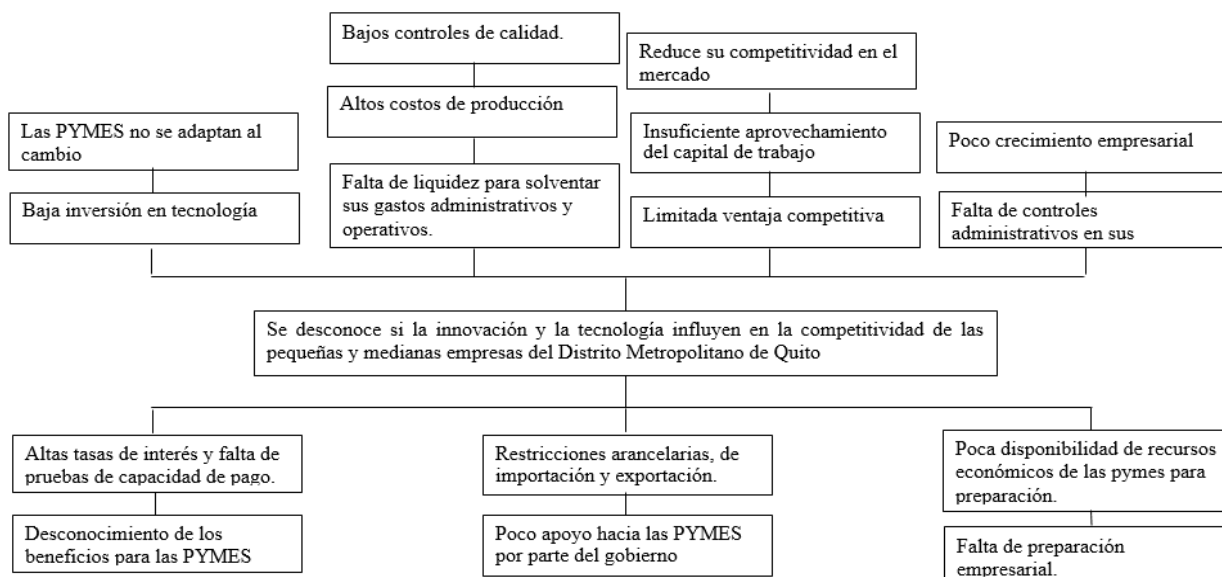 Bajos controles de calidad.
Reduce su competitividad en el
mercado
Altos costos de producción
Las PYMES no se adaptan al
cambio
Insuficiente aprovechamiento
del capital de trabajo
Poco crecimiento empresarial
Baja inversión en tecnología
Falta de liquidez para solventar
sus gastos administrativos y
operativos.
Limitada ventaja competitiva
Falta de controles
administrativos en sus
Se desconoce si la innovación y la tecnología influyen en la competitividad de las
pequeñas y medianas empresas del Distrito Metropolitano de Quito
Altas tasas de interés y falta de
pruebas de capacidad de pago.
Restricciones arancelarias, de
importación y exportación.
Poca disponibilidad de recursos
económicos de las pymes para
preparación.
Desconocimiento de los
beneficios para las PYMES
Poco apoyo hacia las PYMES
por parte del gobierno
Falta de preparación
empresarial.